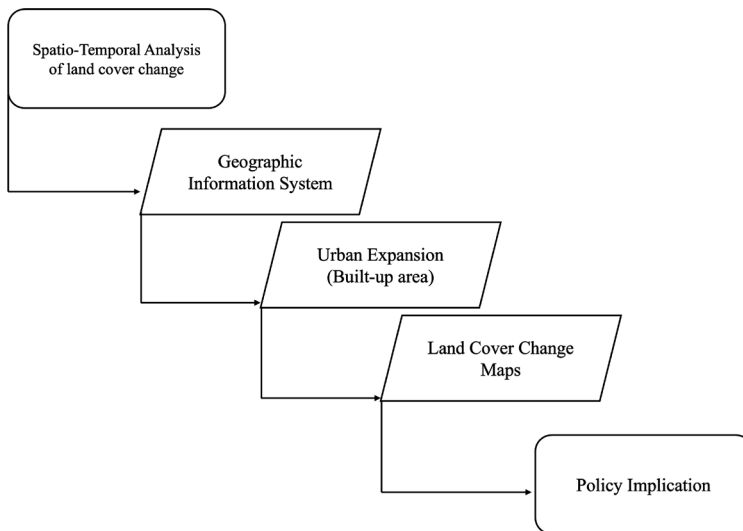 Spatio-Temporal Analysis
of land cover change
Geographic
Information System
Urban Expansion
(Built-up area)
Land Cover Change
Maps
Policy Implication